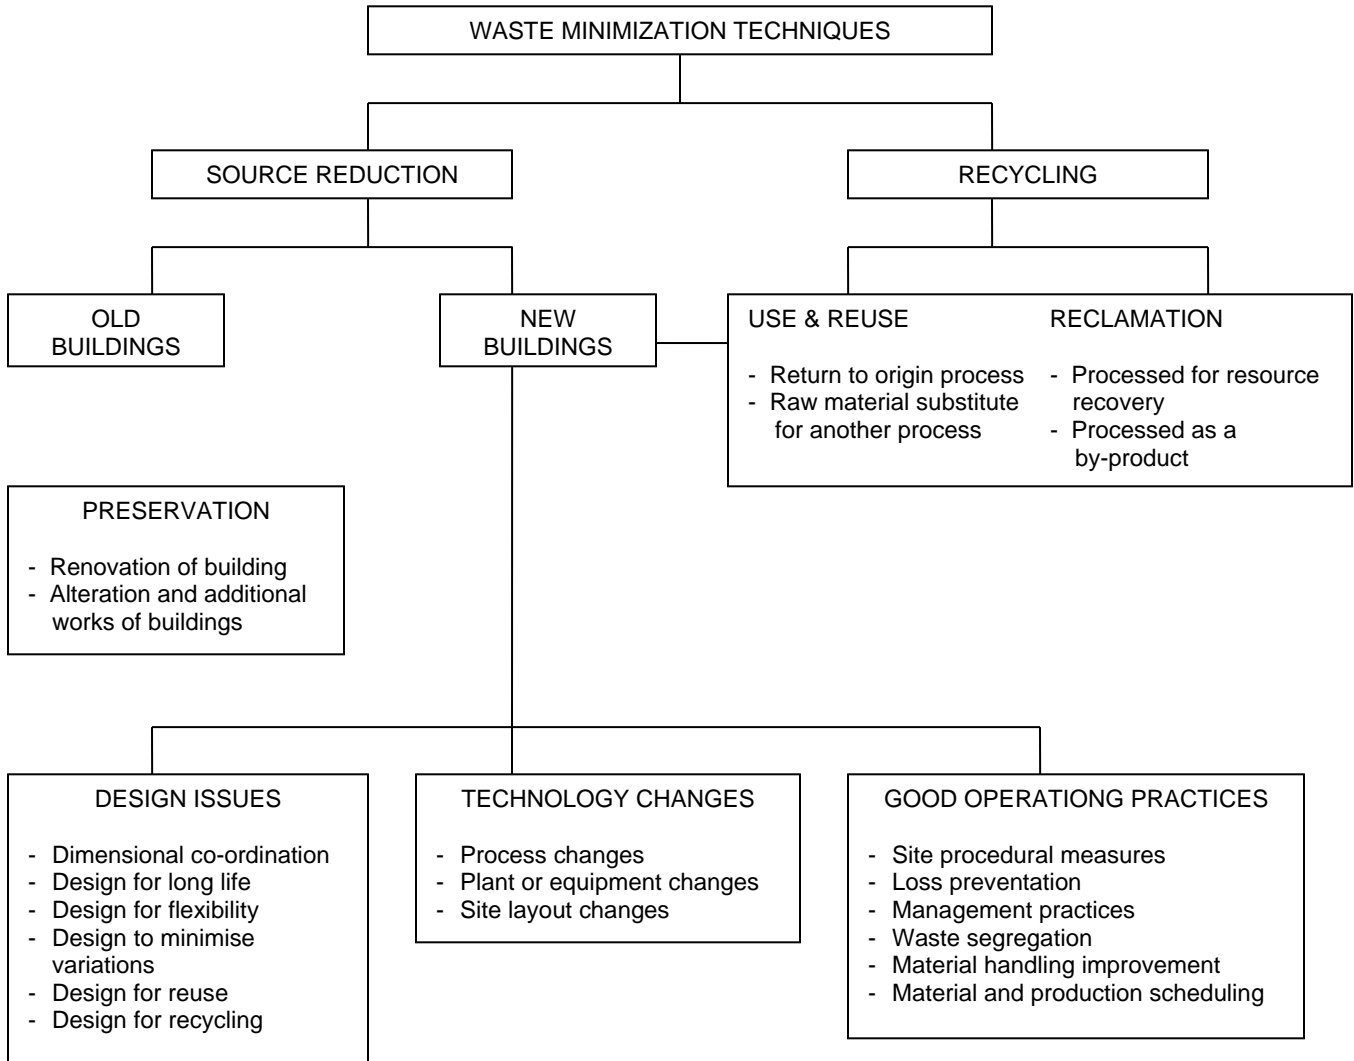 WASTE MINIMIZATION TECHNIQUES
SOURCE REDUCTION
RECYCLING
OLD
BUILDINGS
NEW
BUILDINGS
USE & REUSE
- Return to origin process
- Raw material substitute
for another process
RECLAMATION
- Processed for resource
recovery
- Processed as a
by-product
PRESERVATION
- Renovation of building
- Alteration and additional
works of buildings
DESIGN ISSUES
- Dimensional co-ordination
- Design for long life
- Design for flexibility
- Design to minimise
variations
- Design for reuse
- Design for recycling
TECHNOLOGY CHANGES
- Process changes
- Plant or equipment changes
- Site layout changes
GOOD OPERATIONG PRACTICES
- Site procedural measures
- Loss preventation
- Management practices
- Waste segregation
- Material handling improvement
- Material and production scheduling